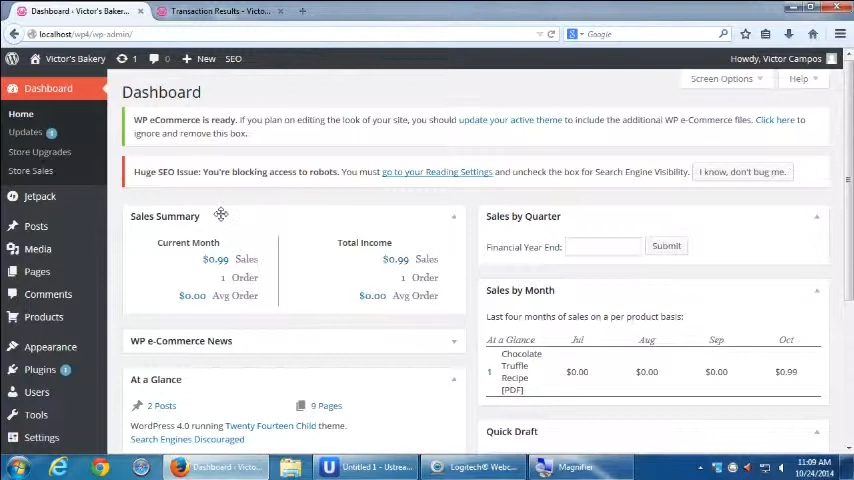 Dashboard ‹ Victor's Bakery...
Transaction Results - Victo...
localhost/wp4/wp-admin/
Google
Victor's Bakery
1
0
New
SEO
Howdy, Victor Campos
Dashboard
Home
Updates 1
Store Upgrades
Store Sales
Jetpack
Posts
Media
Pages
Comments
Products
Appearance
Plugins 1
Users
Tools
Settings
Screen Options
Help
Dashboard
WP eCommerce is ready. If you plan on editing the look of your site, you should update your active theme to include the additional WP e-Commerce files. Click here to
ignore and remove this box.
Huge SEO Issue: You're blocking access to robots. You must go to your Reading Settings and uncheck the box for Search Engine Visibility.
I know, don't bug me.
Sales Summary
Current Month
$0.99 Sales
1 Order
$0.00 Avg Order
Total Income
$0.99 Sales
1 Order
$0.00 Avg Order
WP e-Commerce News
At a Glance
2 Posts
9 Pages
WordPress 4.0 running Twenty Fourteen Child theme.
Search Engines Discouraged
Sales by Quarter
Financial Year End:
Submit
Sales by Month
Last four months of sales on a per product basis:
At a Glance Jul Aug Sep Oct
1 Chocolate Truffle Recipe [PDF] $0.00 $0.00 $0.00 $0.99
Quick Draft
Dashboard ‹ Victo...
Untitled 1 - Ustrea...
Logitech® Webc...
Magnifier
11:09 AM
10/24/2014